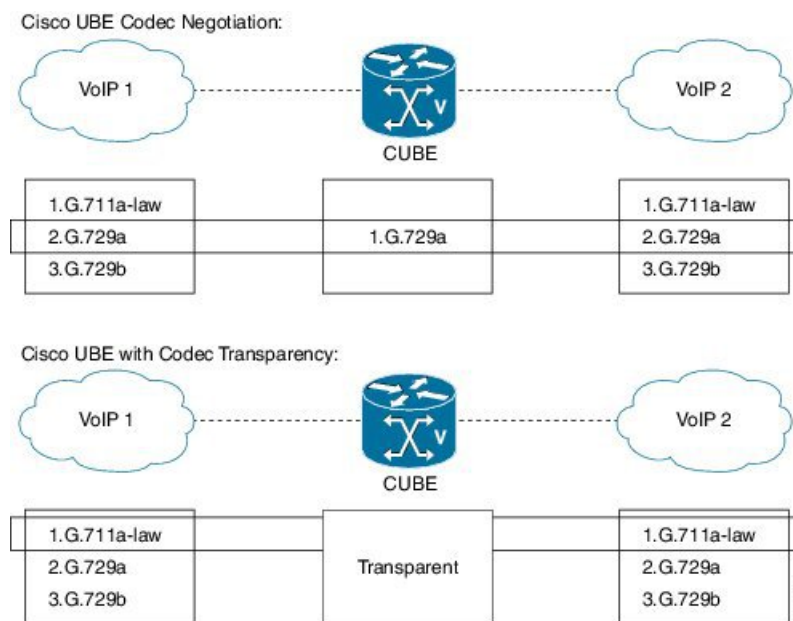 Cisco UBE Codec Negotiation:
VoIP 1
V
VoIP 2
CUBE
1.G.711a-law
2.G.729a
3.G.729b
1.G.729a
1.G.711a-law
2.G.729a
3.G.729b
Cisco UBE with Codec Transparency:
VoIP 1
V
VoIP 2
CUBE
1.G.711a-law
2.G.729a
3.G.729b
Transparent
1.G.711a-law
2.G.729a
3.G.729b